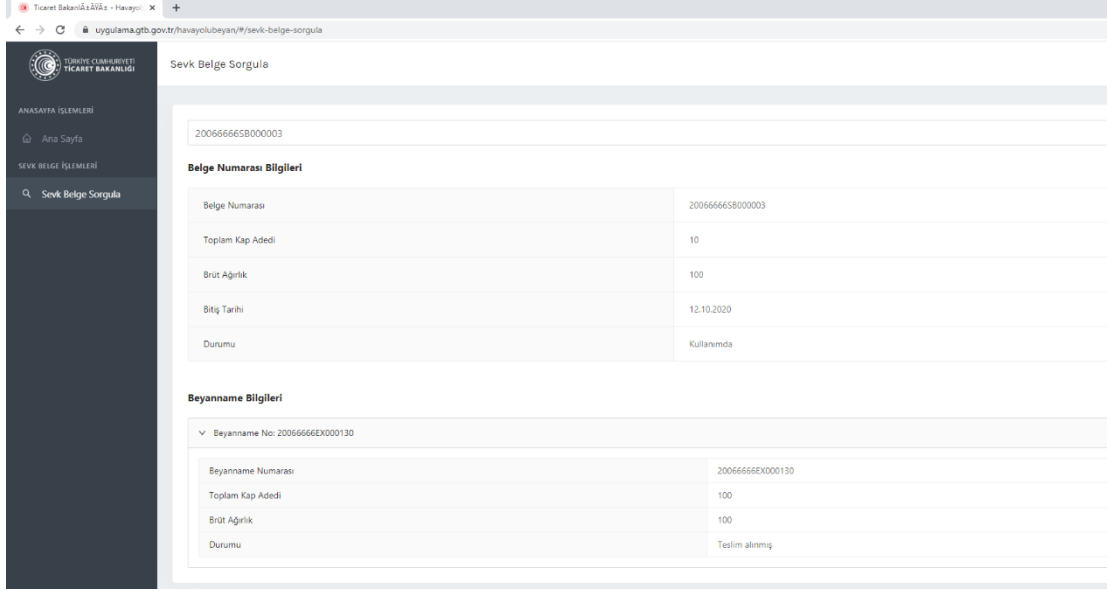 Ticaret BakanlÄ±ÄŸÄ± - Havayol
uygulama.gtb.gov.tr/havayolubeyan/#/sevk-belge-sorgula
TÜRKİYE CUMHURİYETİ
TİCARET BAKANLIĞI
Sevk Belge Sorgula
ANASAYFA İŞLEMLERİ
Ana Sayfa
SEVK BELGE İŞLEMLERİ
Sevk Belge Sorgula
20066666SB000003
Belge Numarası Bilgileri
Belge Numarası 20066666SB000003
Toplam Kap Adedi 10
Brüt Ağırlık 100
Bitiş Tarihi 12.10.2020
Durumu Kullanımda
Beyanname Bilgileri
Beyanname No: 20066666EX000130
Beyanname Numarası 20066666EX000130
Toplam Kap Adedi 100
Brüt Ağırlık 100
Durumu Teslim alınmış